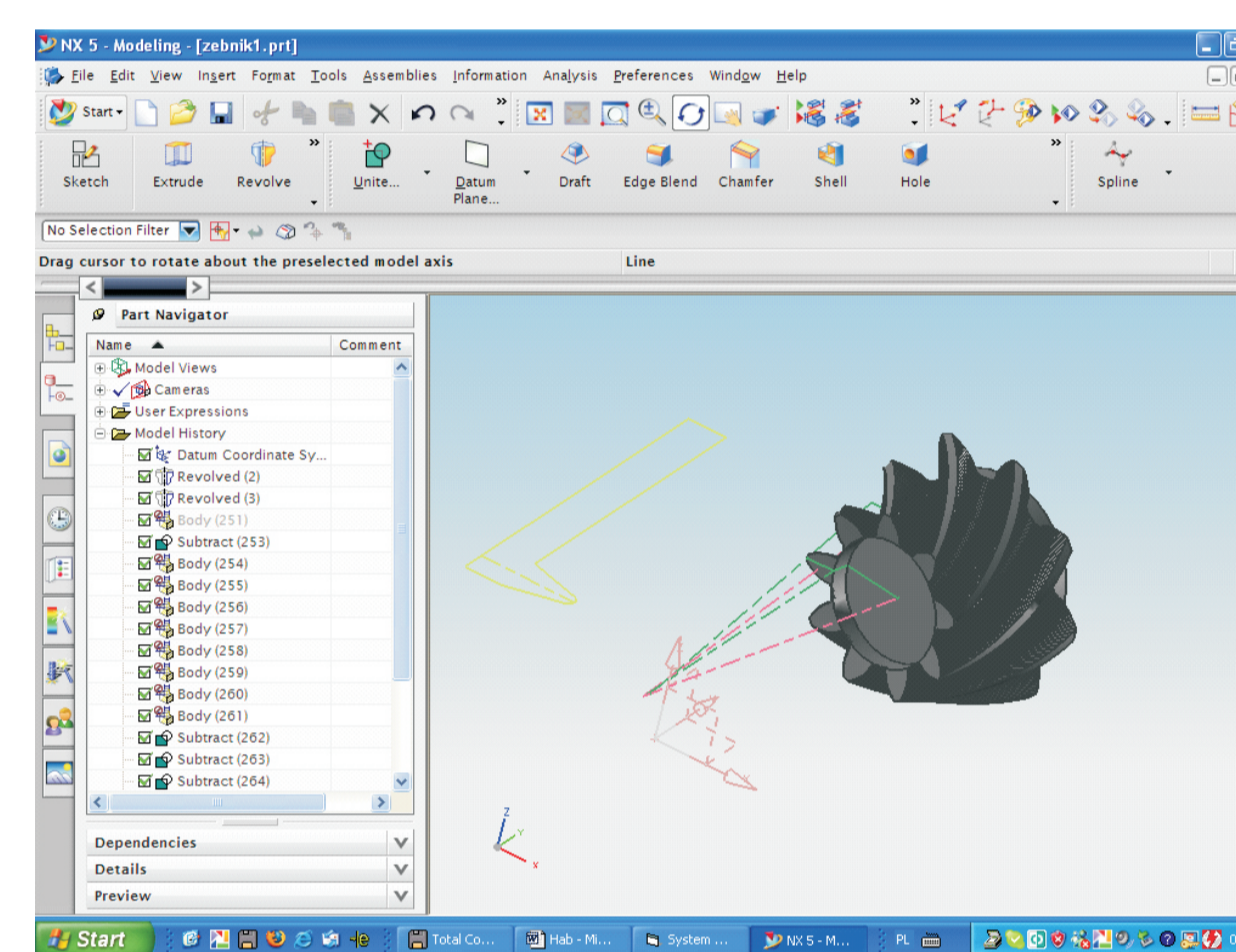 NX 5 - Modeling - [zebnik1.prt]
File Edit View Insert Format Tools Assemblies Information Analysis Preferences Window Help
Start
Sketch Extrude Revolve Unite... Datum Plane... Draft Edge Blend Chamfer Shell Hole Spline
No Selection Filter
Drag cursor to rotate about the preselected model axis Line
Part Navigator
Name Comment
Model Views
Cameras
User Expressions
Model History
Datum Coordinate Sy...
Revolved (2)
Revolved (3)
Body (251)
Subtract (253)
Body (254)
Body (255)
Body (256)
Body (257)
Body (258)
Body (259)
Body (260)
Body (261)
Subtract (262)
Subtract (263)
Subtract (264)
Dependencies
Details
Preview
Z
Y
X
Start Total Co... Hab - Mi... System ... NX 5 - M... PL